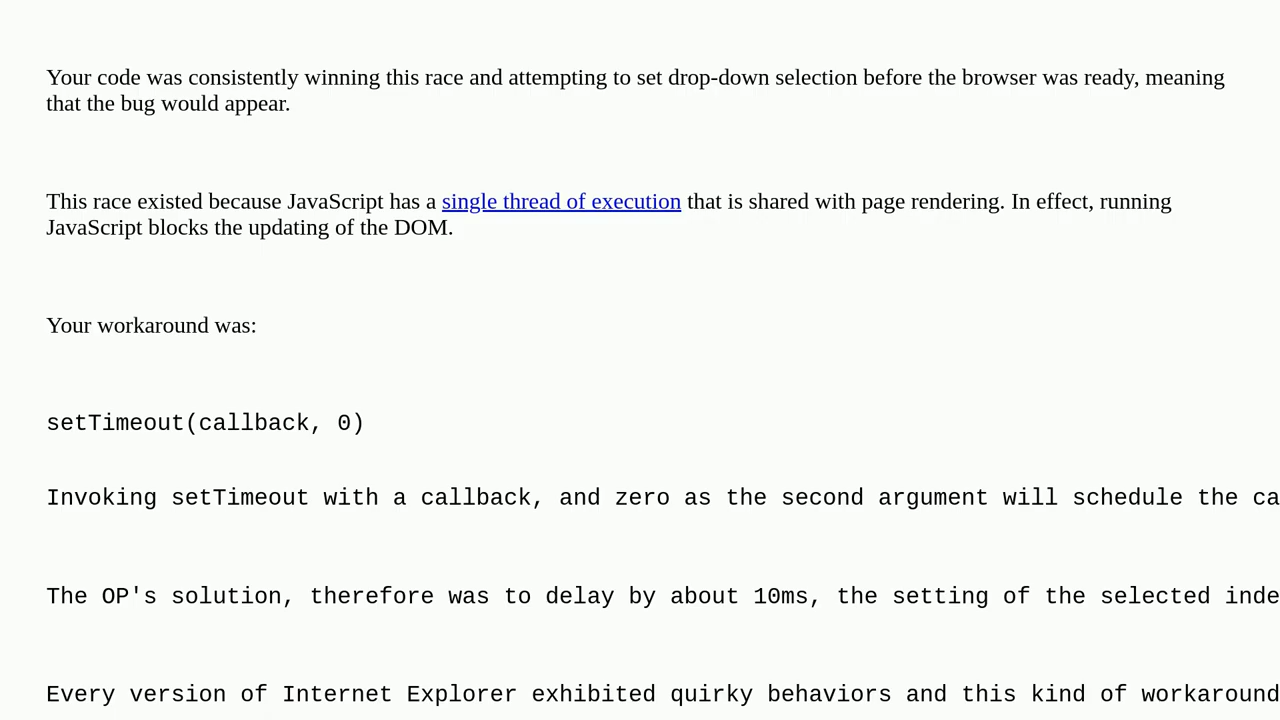 Your code was consistently winning this race and attempting to set drop-down selection before the browser was ready, meaning
that the bug would appear.
This race existed because JavaScript has a single thread of execution that is shared with page rendering. In effect, running
JavaScript blocks the updating of the DOM.
Your workaround was:
setTimeout(callback, 0)
Invoking setTimeout with a callback, and zero as the second argument will schedule the ca
The OP's solution, therefore was to delay by about 10ms, the setting of the selected inde
Every version of Internet Explorer exhibited quirky behaviors and this kind of workaround